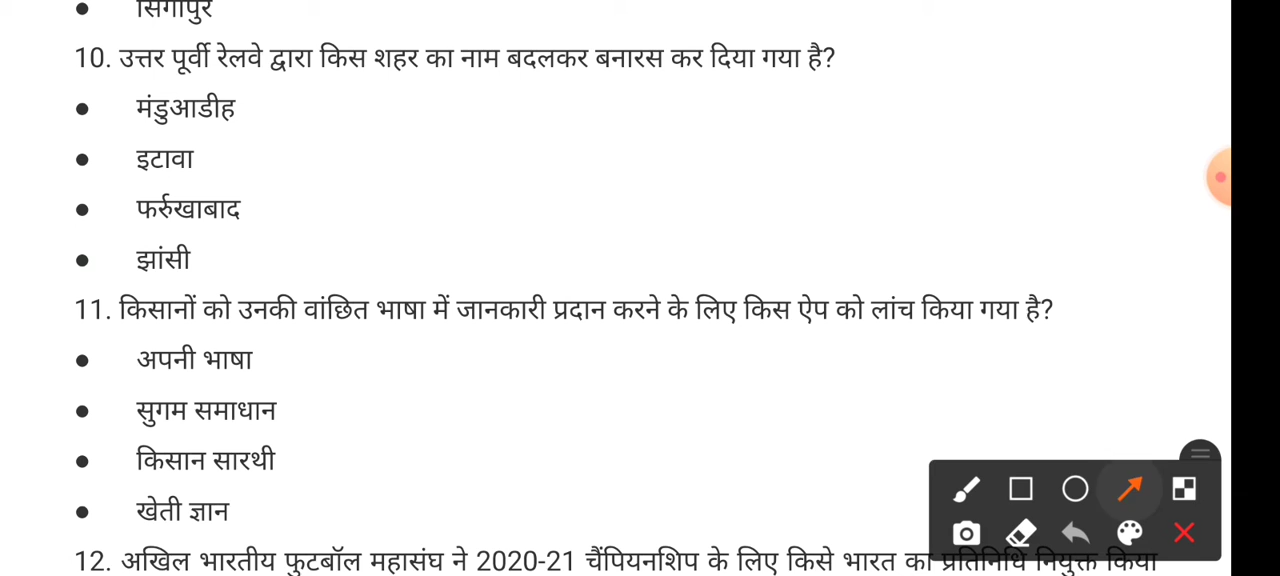 सिंगापुर
10. उत्तर पूर्वी रेलवे द्वारा किस शहर का नाम बदलकर बनारस कर दिया गया है?
● मंडुआडीह
● इटावा
● फर्रुखाबाद
● झांसी
11. किसानों को उनकी वांछित भाषा में जानकारी प्रदान करने के लिए किस ऐप को लांच किया गया है?
● अपनी भाषा
● सुगम समाधान
● किसान सारथी
● खेती ज्ञान
12. अखिल भारतीय फुटबॉल महासंघ ने 2020-21 चैंपियनशिप के लिए किसे भारत का प्रतिनिधि नियुक्त किया